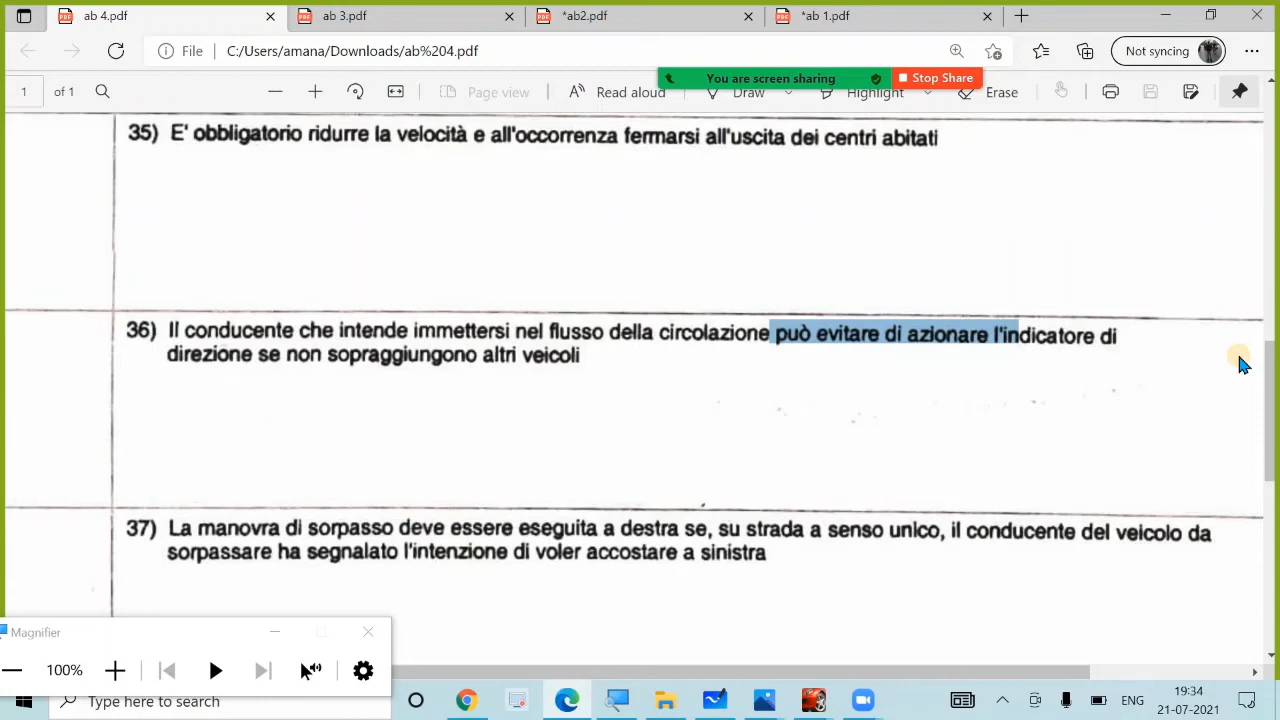 ab 4.pdf
ab 3.pdf
*ab2.pdf
*ab 1.pdf
File
C:/Users/amana/Downloads/ab%204.pdf
Not syncing
You are screen sharing
Stop Share
1
of 1
Page view
Read aloud
Draw
Highlight
Erase
35) E' obbligatorio ridurre la velocità e all'occorrenza fermarsi all'uscita dei centri abitati
36) Il conducente che intende immettersi nel flusso della circolazione può evitare di azionare l'indicatore di
direzione se non sopraggiungono altri veicoli
37) La manovra di sorpasso deve essere eseguita a destra se, su strada a senso unico, il conducente del veicolo da
sorpassare ha segnalato l'intenzione di voler accostare a sinistra
Magnifier
100%
Type here to search
ENG
19:34
21-07-2021